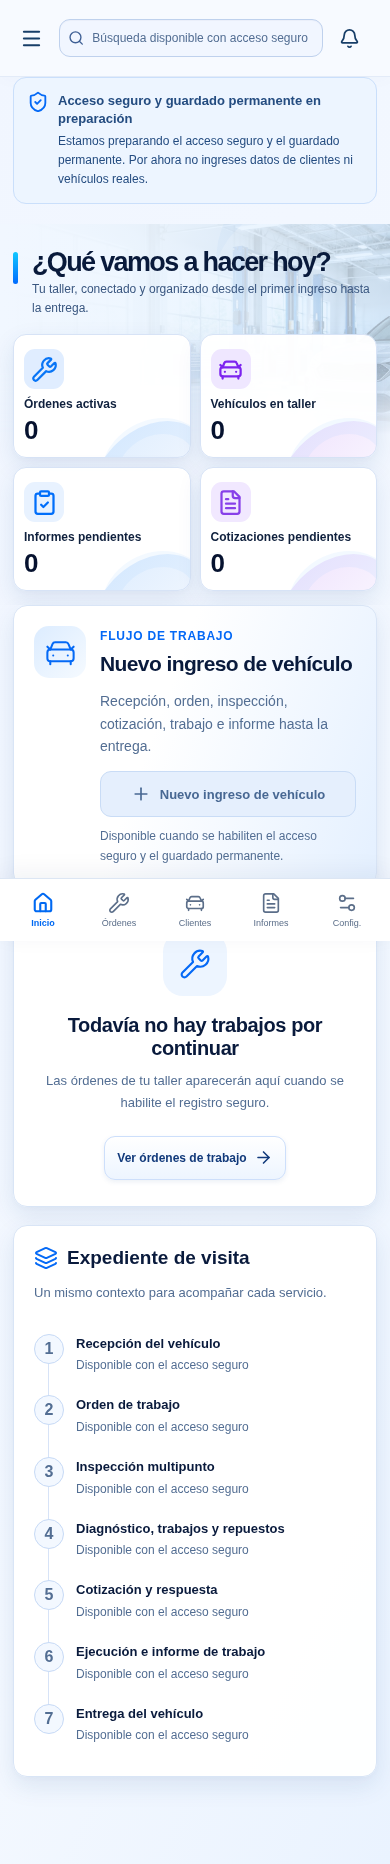 Búsqueda disponible con acceso seguro
Acceso seguro y guardado permanente en
preparación
Estamos preparando el acceso seguro y el guardado
permanente. Por ahora no ingreses datos de clientes ni
vehículos reales.
¿Qué vamos a hacer hoy?
Tu taller, conectado y organizado desde el primer ingreso hasta
la entrega.
Órdenes activas
0
Vehículos en taller
0
Informes pendientes
0
Cotizaciones pendientes
0
FLUJO DE TRABAJO
Nuevo ingreso de vehículo
Recepción, orden, inspección,
cotización, trabajo e informe hasta la
entrega.
Nuevo ingreso de vehículo
Disponible cuando se habiliten el acceso
seguro y el guardado permanente.
Inicio
Órdenes
Clientes
Informes
Config.
Todavía no hay trabajos por
continuar
Las órdenes de tu taller aparecerán aquí cuando se
habilite el registro seguro.
Ver órdenes de trabajo
Expediente de visita
Un mismo contexto para acompañar cada servicio.
1 Recepción del vehículo
Disponible con el acceso seguro
2 Orden de trabajo
Disponible con el acceso seguro
3 Inspección multipunto
Disponible con el acceso seguro
4 Diagnóstico, trabajos y repuestos
Disponible con el acceso seguro
5 Cotización y respuesta
Disponible con el acceso seguro
6 Ejecución e informe de trabajo
Disponible con el acceso seguro
7 Entrega del vehículo
Disponible con el acceso seguro